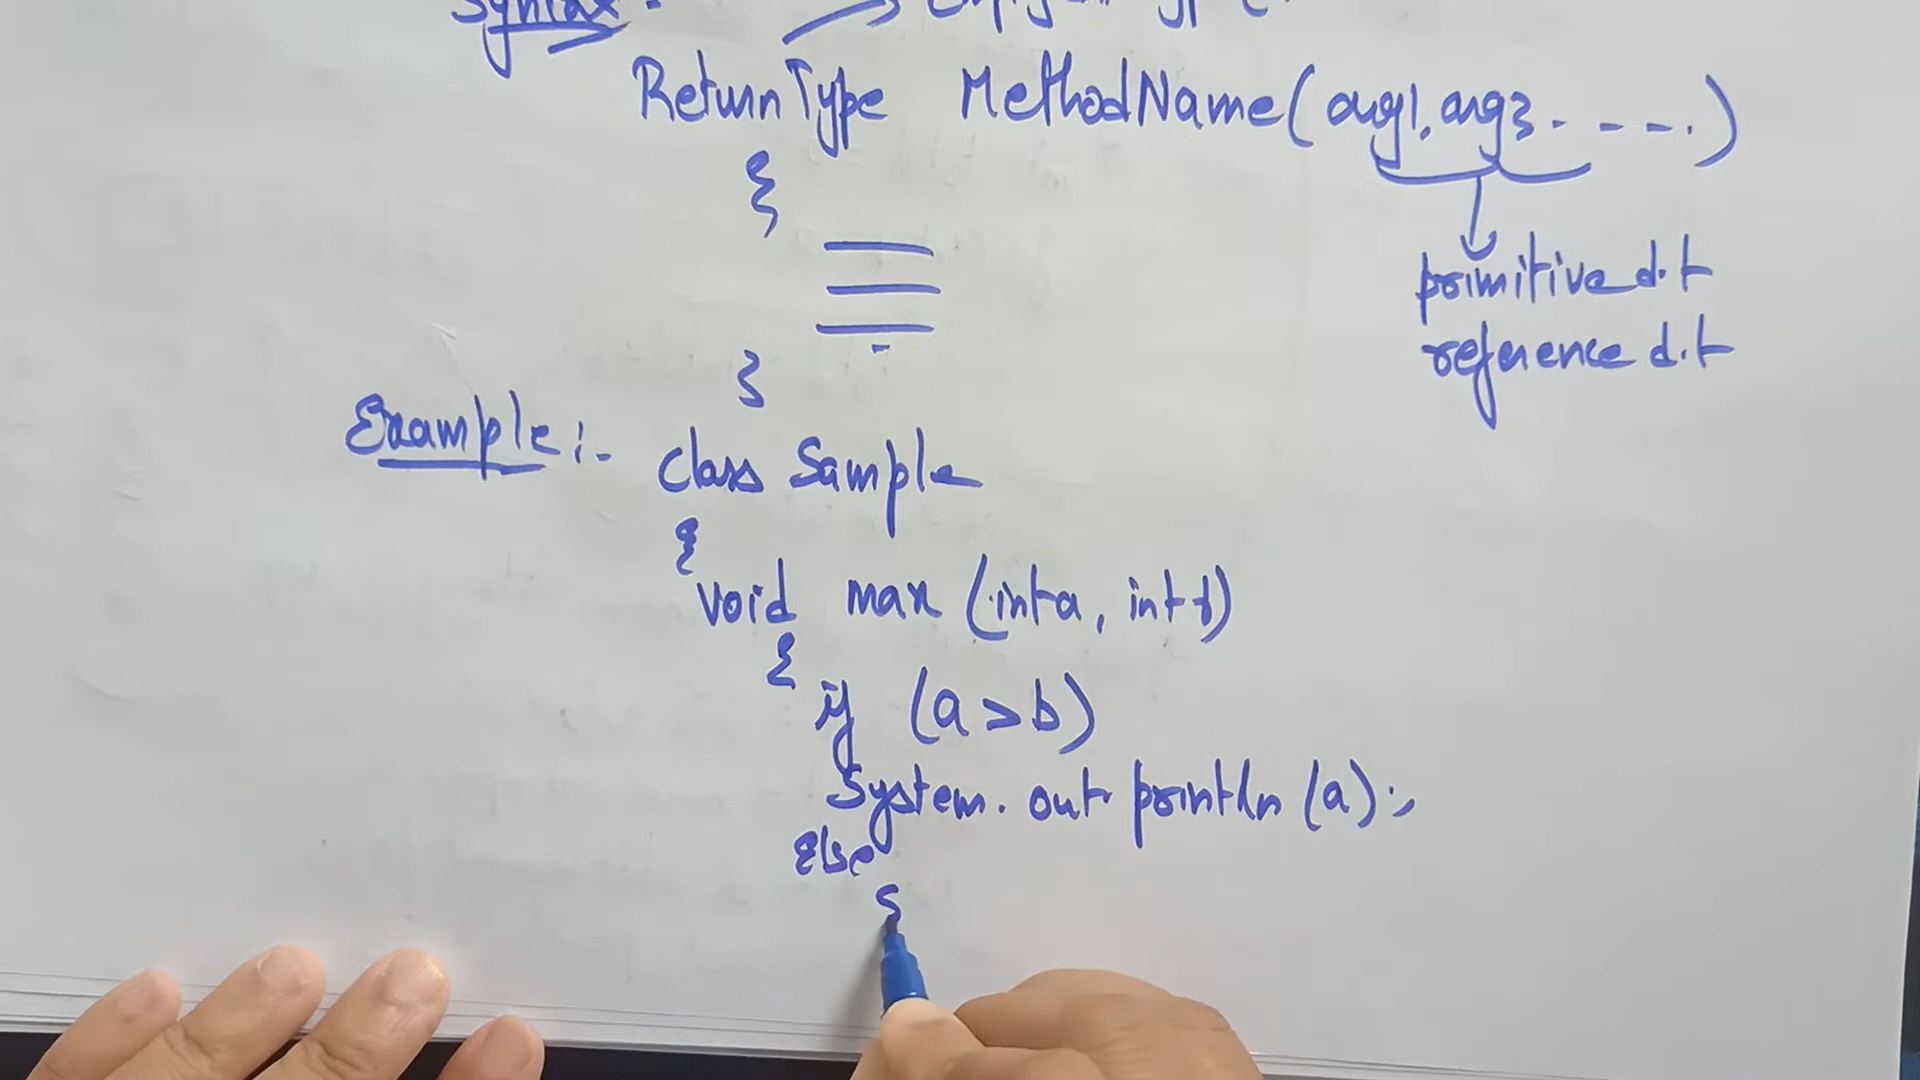 Syntax:
ReturnType MethodName(arg1, arg2. - - -.)
{
}
primitive d.t
reference d.t
Example:-
class Sample
{
void max (int a, int b)
{
if (a>b)
System.out.println (a);
else
S